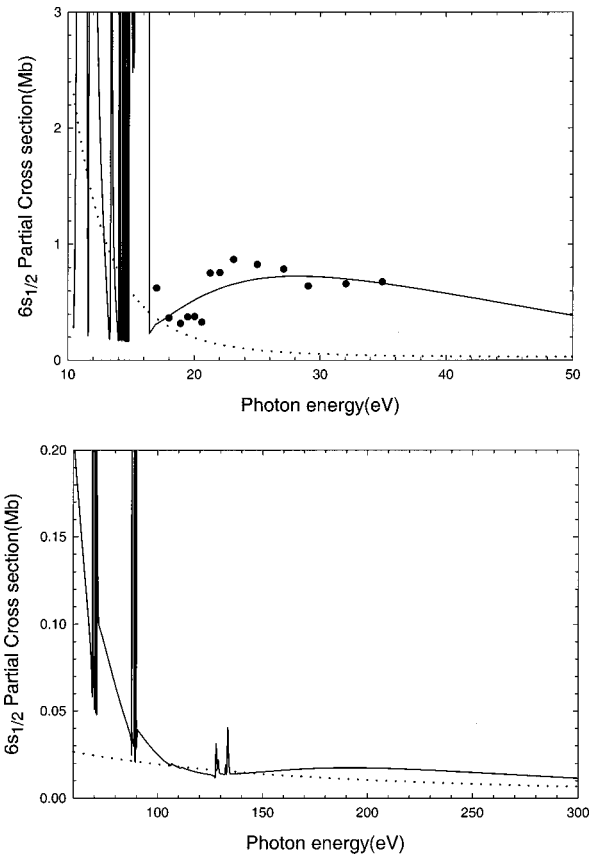 3
2
1
0
6s1/2 Partial Cross section(Mb)
10 20 30 40 50
Photon energy(eV)
0.20
0.15
0.10
0.05
0.00
6s1/2 Partial Cross section(Mb)
100 150 200 250 300
Photon energy(eV)